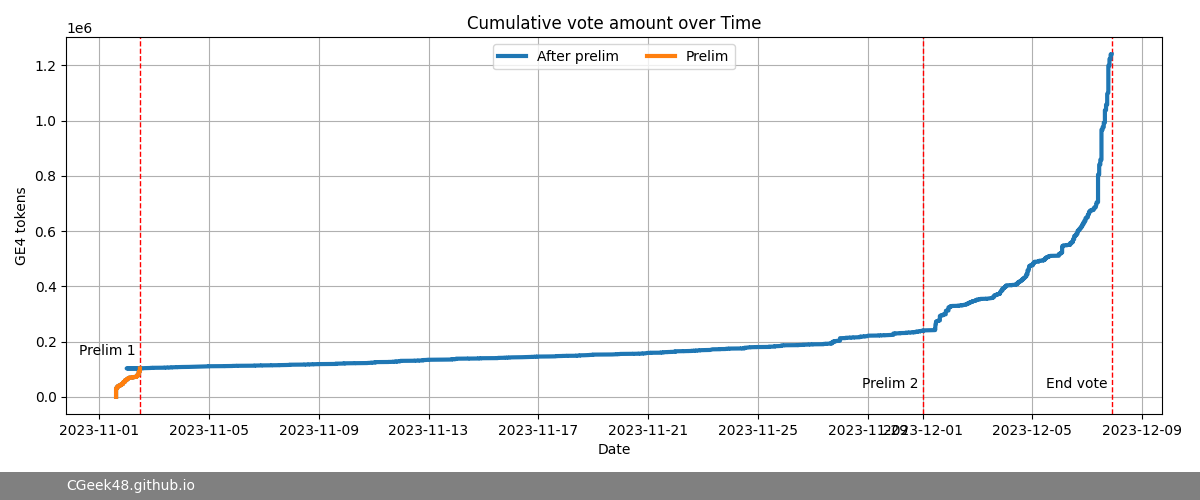 Cumulative vote amount over Time
1e6
After prelim
Prelim
1.2
1.0
0.8
0.6
0.4
0.2
0.0
GE4 tokens
Prelim 1
Prelim 2
End vote
2023-11-01
2023-11-05
2023-11-09
2023-11-13
2023-11-17
2023-11-21
2023-11-25
2023-11-29
2023-12-01
2023-12-05
2023-12-09
Date
CGeek48.github.io